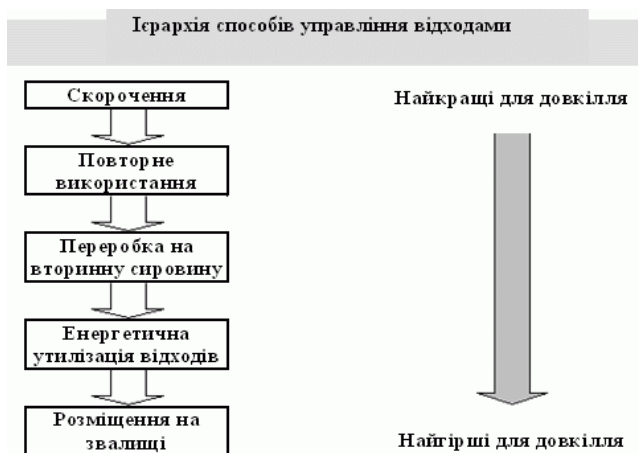 Ієрархія способів управління відходами
Скорочення
Найкращі для довкілля
Повторне
використання
Переробка на
вторинну сировину
Енергетична
утилізація відходів
Розміщення на
звалищі
Найгірші для довкілля